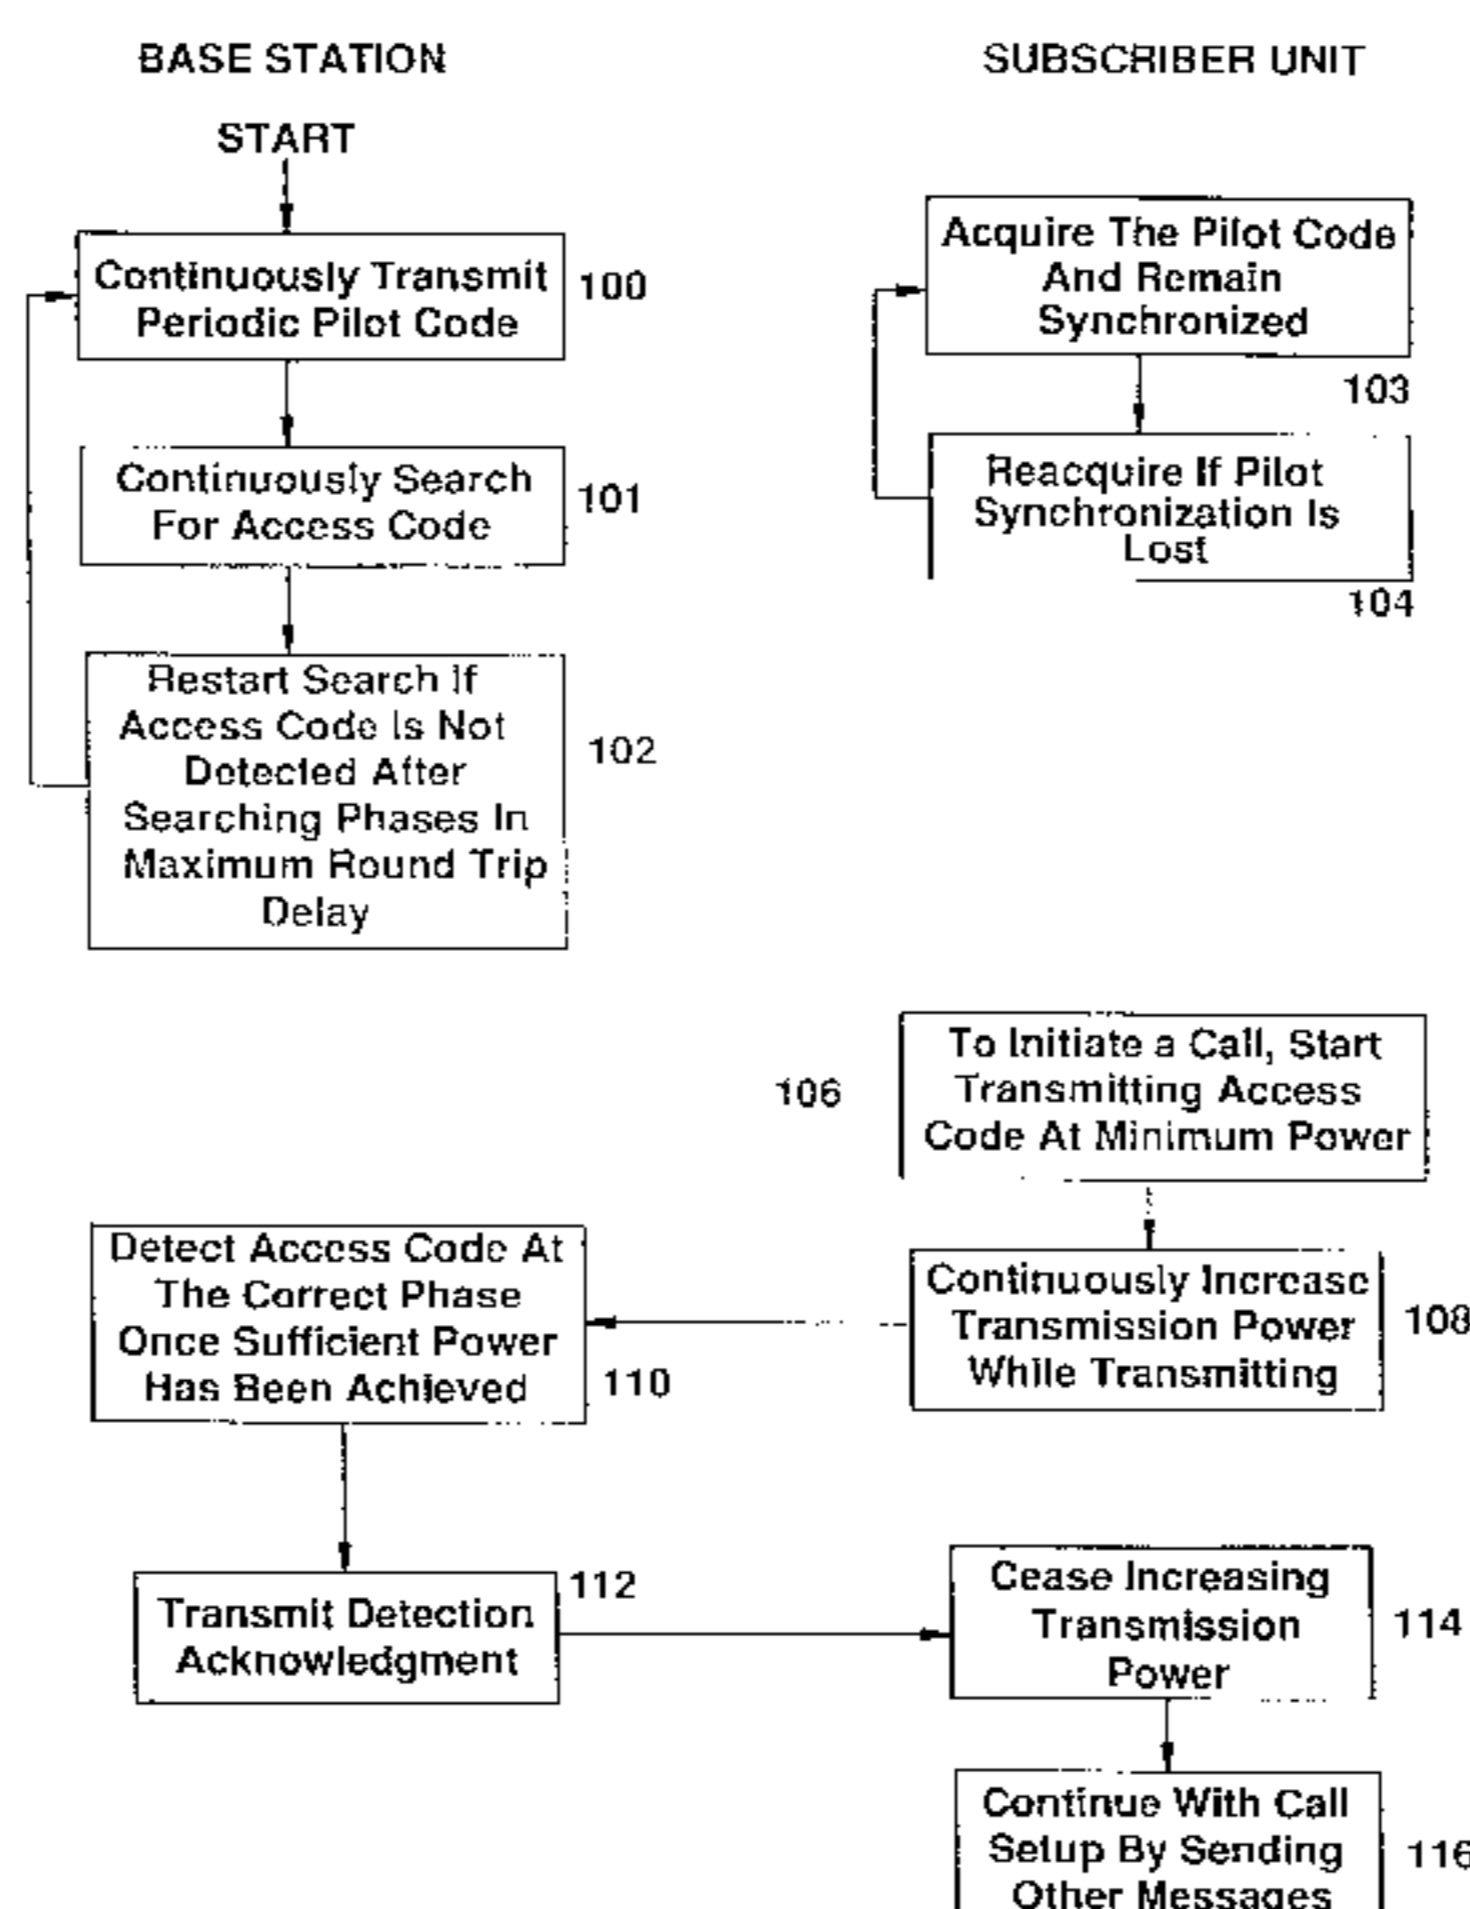 BASE STATION
START
Continuously Transmit
Periodic Pilot Code
100
Continuously Search
For Access Code
101
Restart Search If
Access Code Is Not
Detected After
Searching Phases In
Maximum Round Trip
Delay
102
SUBSCRIBER UNIT
Acquire The Pilot Code
And Remain
Synchronized
103
Reacquire If Pilot
Synchronization Is
Lost
104
106
To Initiate a Call, Start
Transmitting Access
Code At Minimum Power
Continuously Increase
Transmission Power
While Transmitting
108
Detect Access Code At
The Correct Phase
Once Sufficient Power
Has Been Achieved
110
Transmit Detection
Acknowledgment
112
Cease Increasing
Transmission
Power
114
Continue With Call
Setup By Sending
Other Messages
116